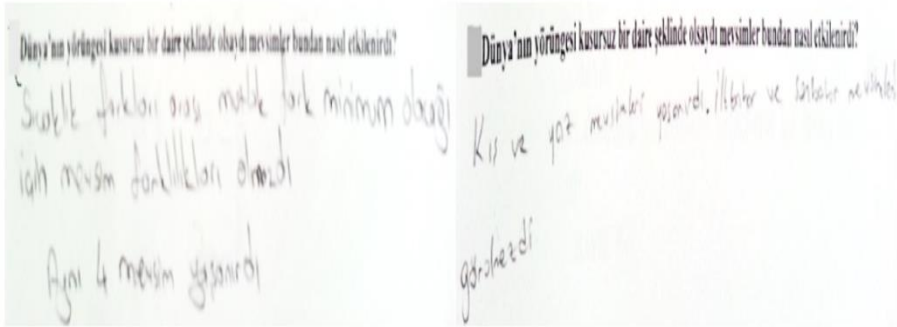 Dünya'nın yörüngesi kusursuz bir daire şeklinde olsaydı mevsimler bundan nasıl etkilenirdi?
Sıcaklık farkları arası fark minimum olacağı
için mevsim farklılıkları olmazdı
Aynı 4 mevsim yaşanırdı
Dünya'nın yörüngesi kusursuz bir daire şeklinde olsaydı mevsimler bundan nasıl etkilenirdi?
Kış ve yaz mevsimleri yaşanırdı. İlkbahar ve sonbahar mevsimleri
görülmezdi